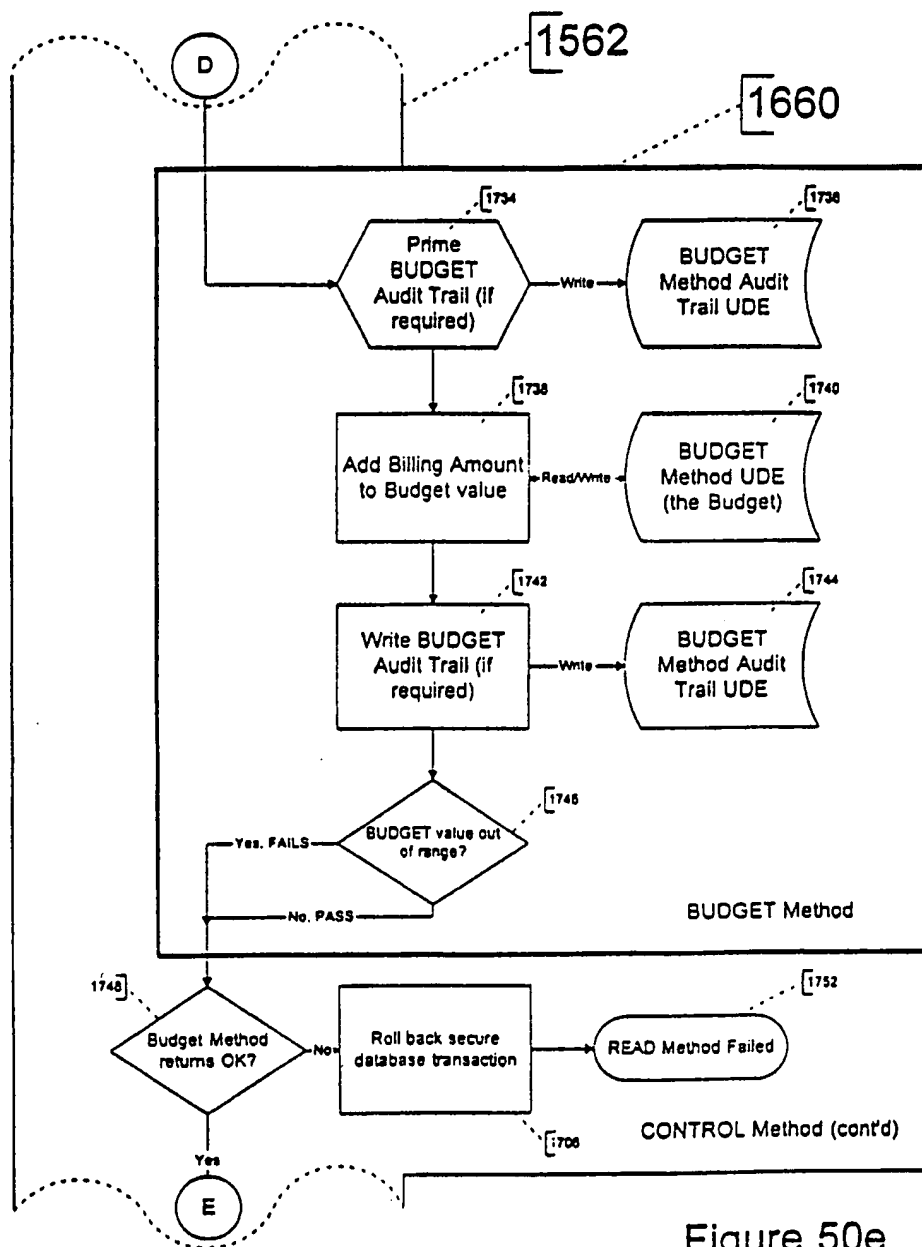 D
1562
1660
1734
Prime
BUDGET
Audit Trail (if
required)
Write
1736
BUDGET
Method Audit
Trail UDE
1738
Add Billing Amount
to Budget value
Read/Write
1740
BUDGET
Method UDE
(the Budget)
1742
Write BUDGET
Audit Trail (if
required)
Write
1744
BUDGET
Method Audit
Trail UDE
1746
BUDGET value out
of range?
Yes, FAILS
No, PASS
BUDGET Method
1748
Budget Method
returns OK?
No
Roll back secure
database transaction
1706
1752
READ Method Failed
CONTROL Method (cont'd)
Yes
E
Figure 50e